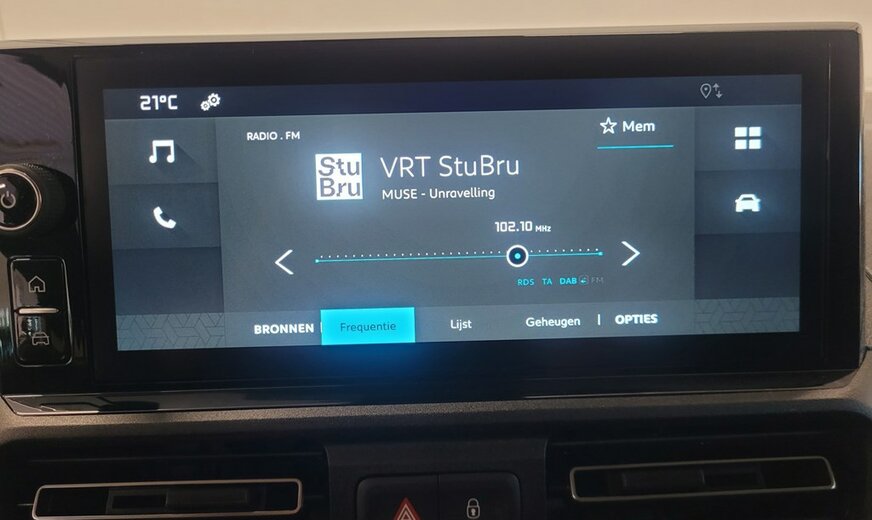 21°C
RADIO . FM
Mem
Stu
Bru
VRT StuBru
MUSE - Unravelling
102.10 MHz
RDS TA DAB FM
BRONNEN | Frequentie Lijst Geheugen | OPTIES